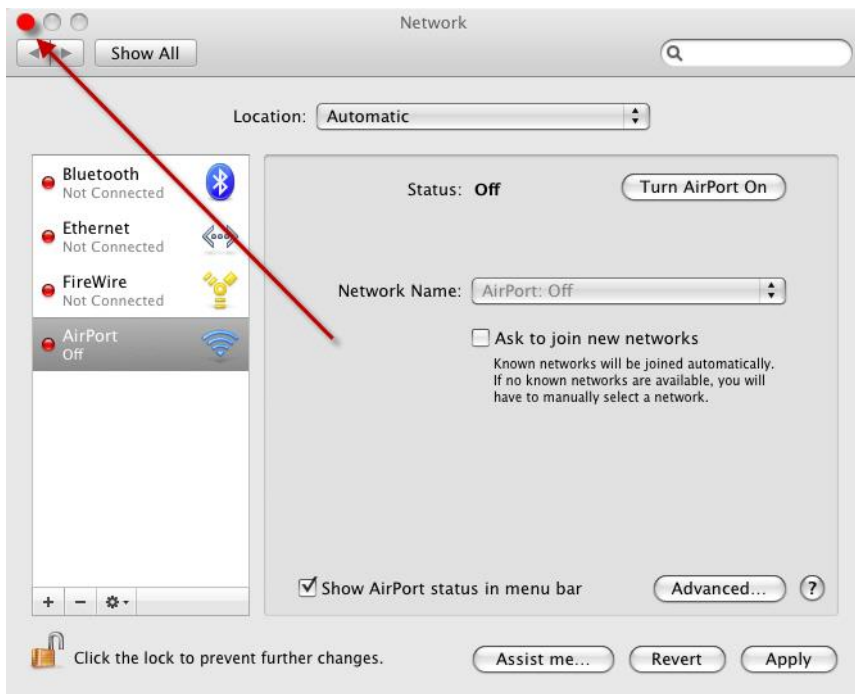 Network
Show All
Location: Automatic
Bluetooth
Not Connected
Ethernet
Not Connected
FireWire
Not Connected
AirPort
Off
Status: Off
Turn AirPort On
Network Name: AirPort: Off
Ask to join new networks
Known networks will be joined automatically.
If no known networks are available, you will
have to manually select a network.
Show AirPort status in menu bar
Advanced... ?
Click the lock to prevent further changes.
Assist me... Revert Apply